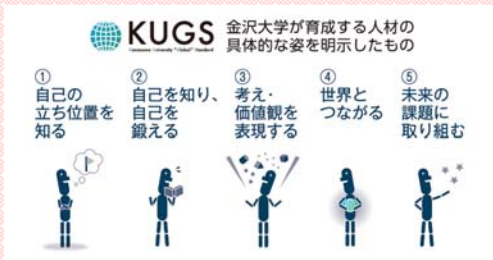 KUGS
Kanazawa University "Global" Standard
金沢大学が育成する人材の
具体的な姿を明示したもの
①
自己の
立ち位置を
知る
②
自己を知り、
自己を
鍛える
③
考え・
価値観を
表現する
④
世界と
つながる
⑤
未来の
課題に
取り組む